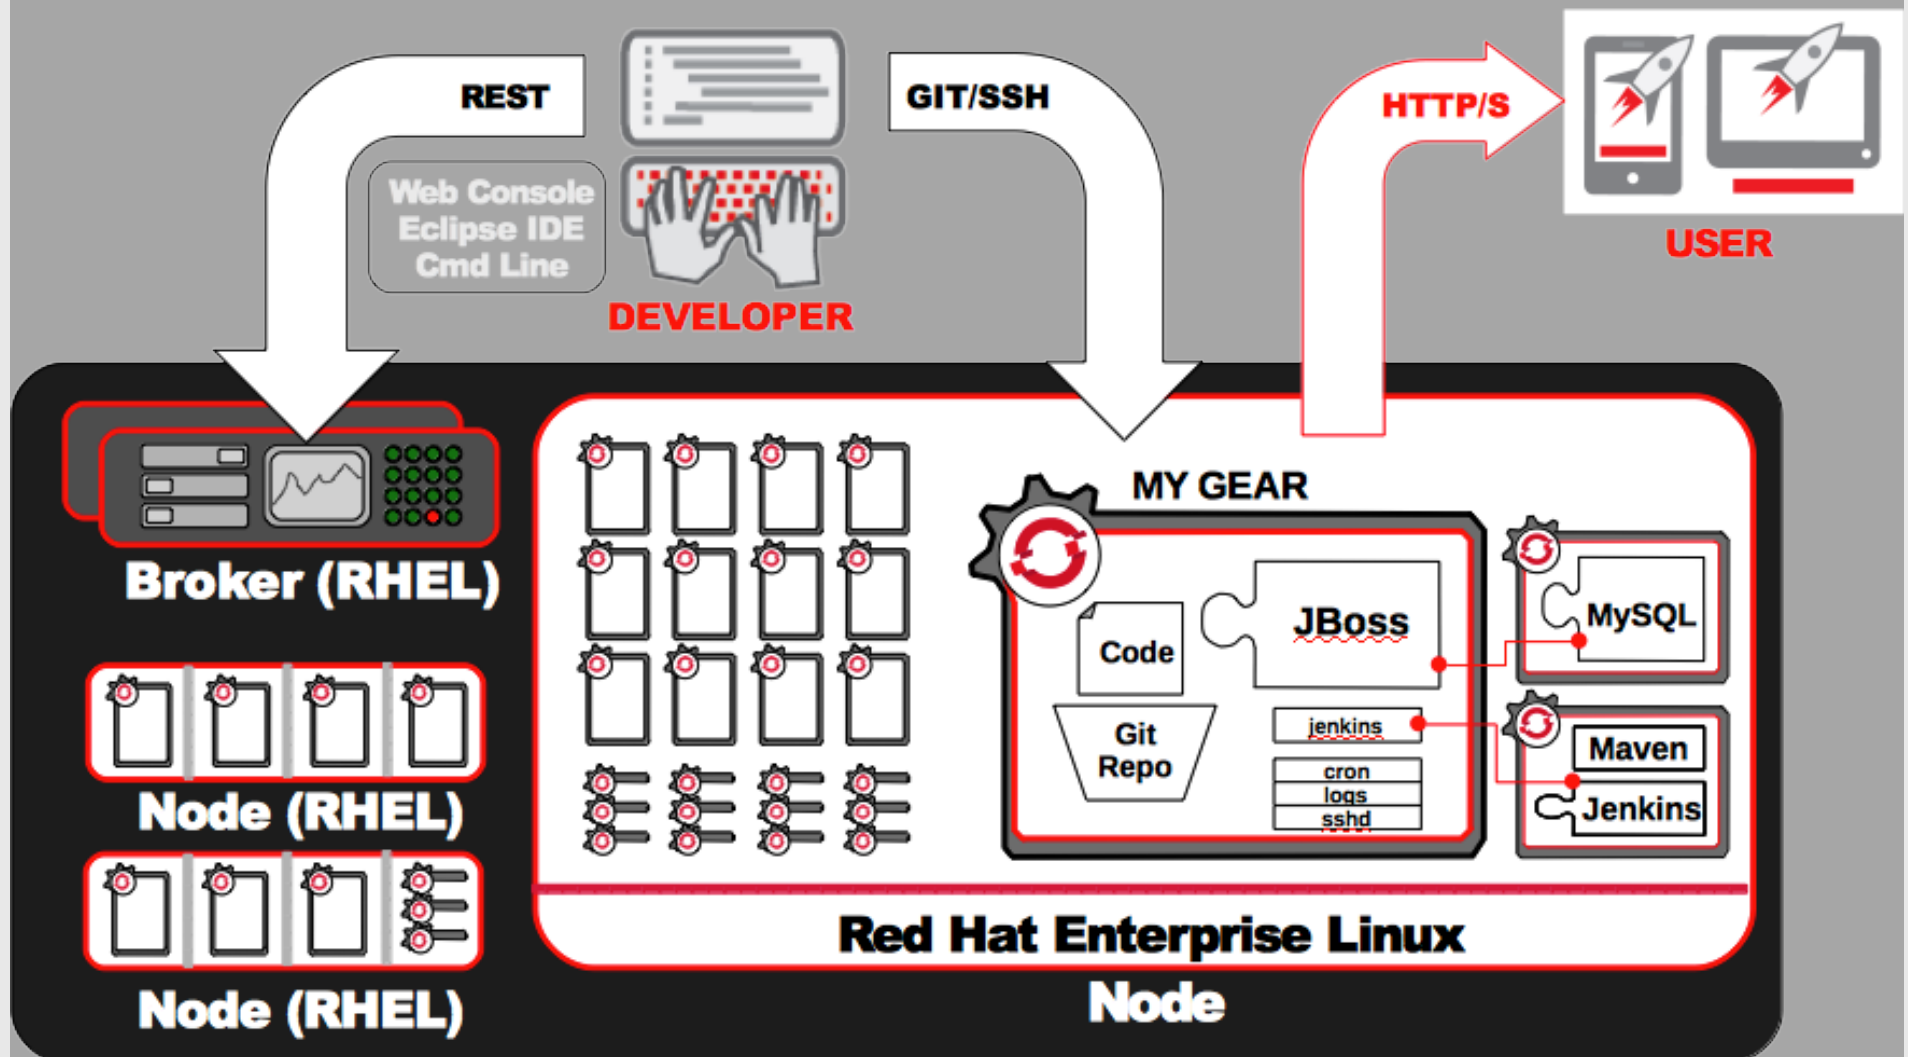 REST
GIT/SSH
HTTP/S
Web Console
Eclipse IDE
Cmd Line
DEVELOPER
USER
Broker (RHEL)
Node (RHEL)
Node (RHEL)
MY GEAR
Code
Git
Repo
JBoss
jenkins
cron
logs
sshd
MySQL
Maven
Jenkins
Red Hat Enterprise Linux
Node